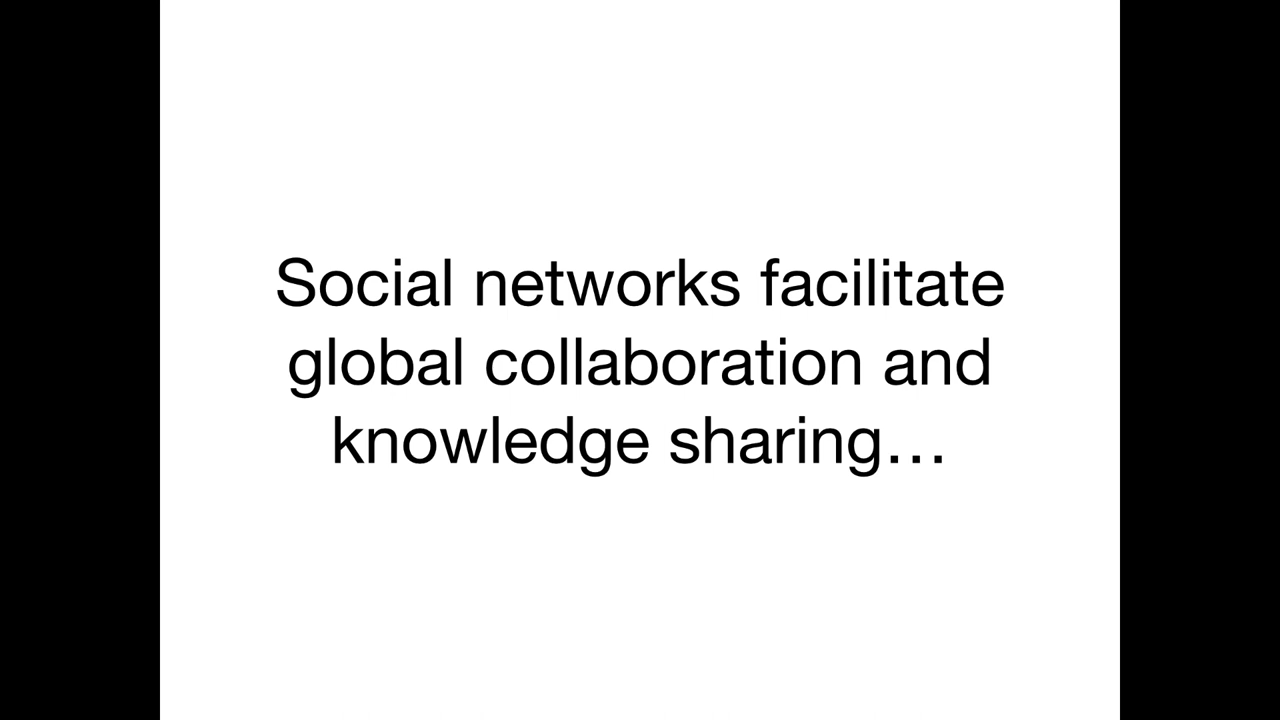 Social networks facilitate
global collaboration and
knowledge sharing…